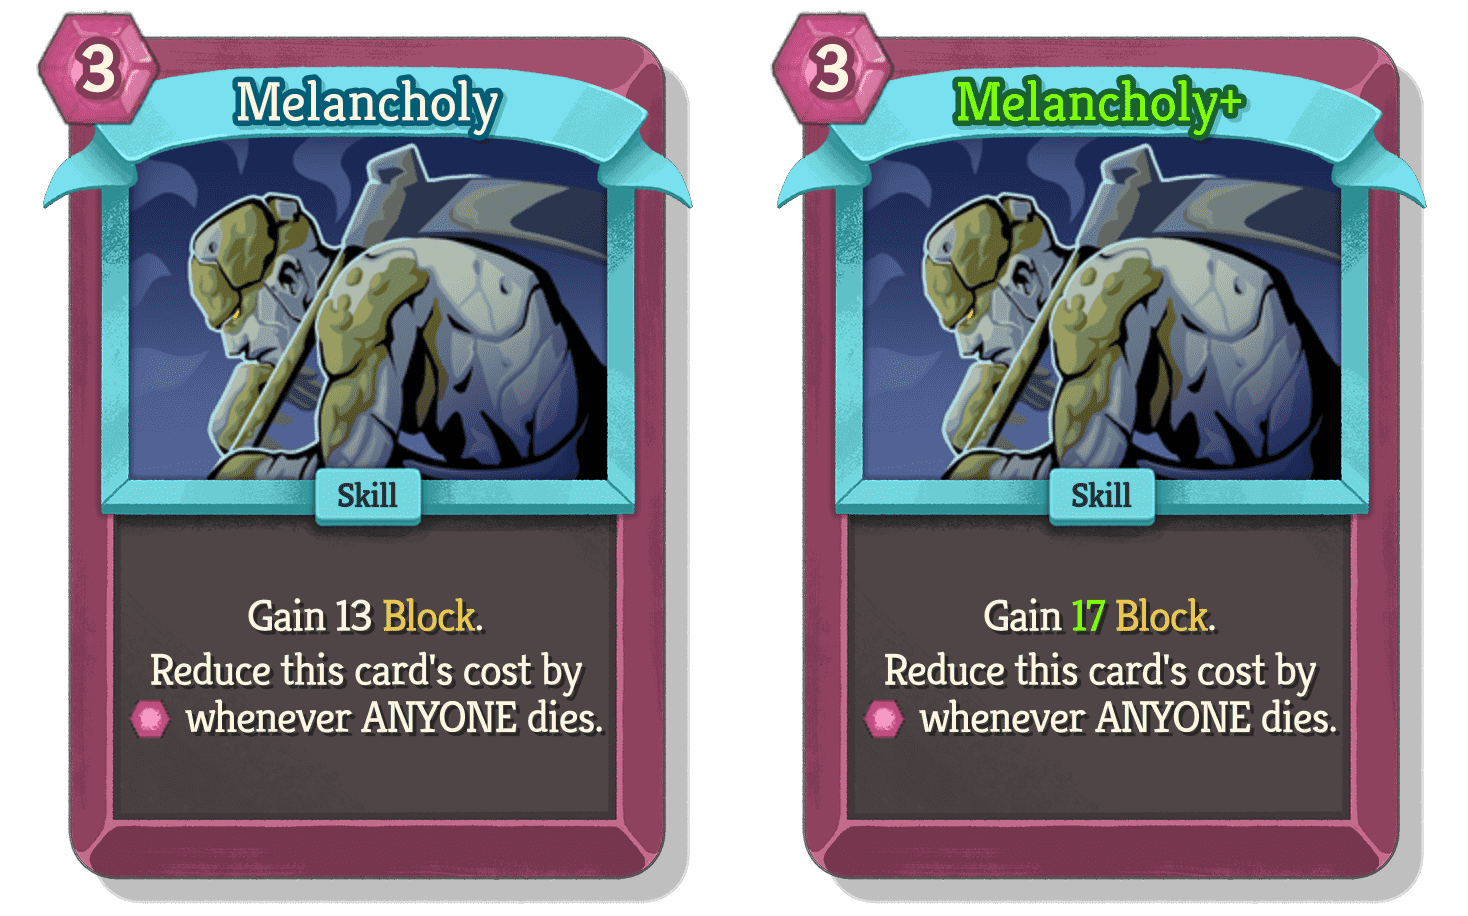 3
Melancholy
Skill
Gain 13 Block.
Reduce this card's cost by
whenever ANYONE dies.
3
Melancholy+
Skill
Gain 17 Block.
Reduce this card's cost by
whenever ANYONE dies.